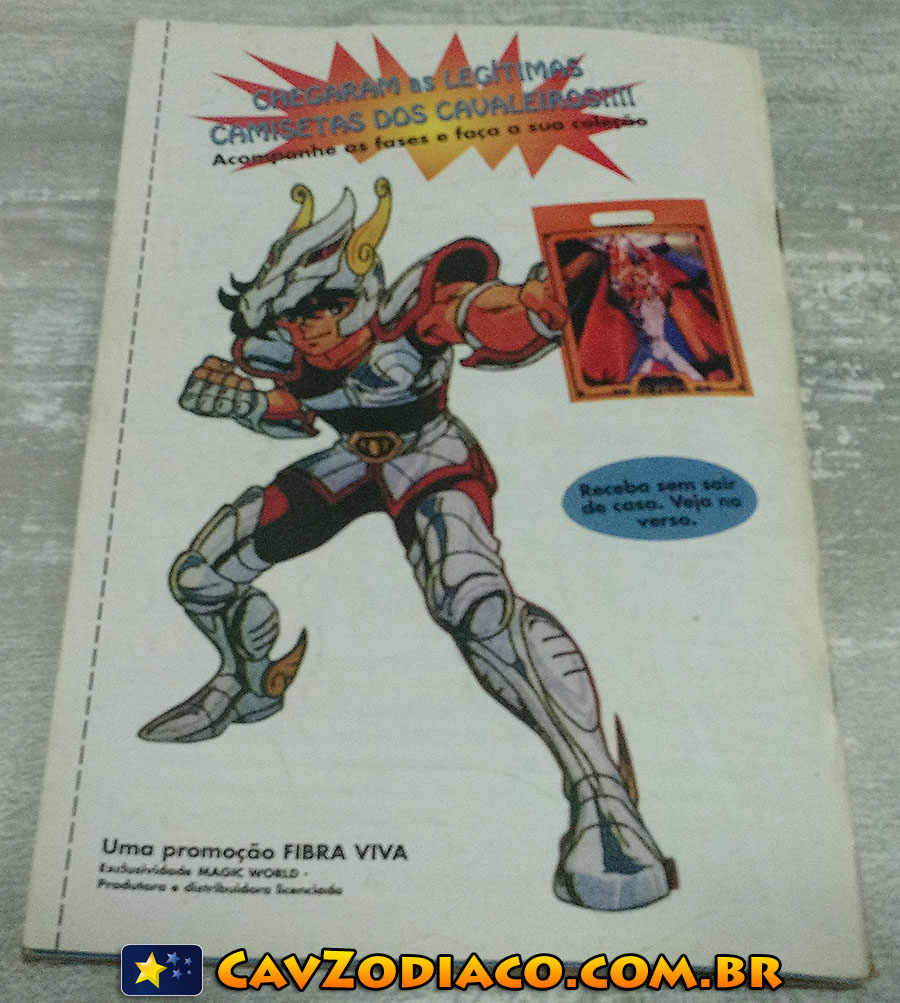 CHEGARAM as LEGÍTIMAS
CAMISETAS DOS CAVALEIROS!!!!
Acompanhe as fases e faça a sua coleção
Receba sem sair
de casa. Veja no
verso.
Uma promoção FIBRA VIVA
Exclusividade MAGIC WORLD -
Produtora e distribuidora licenciada
CAVZODIACO.COM.BR